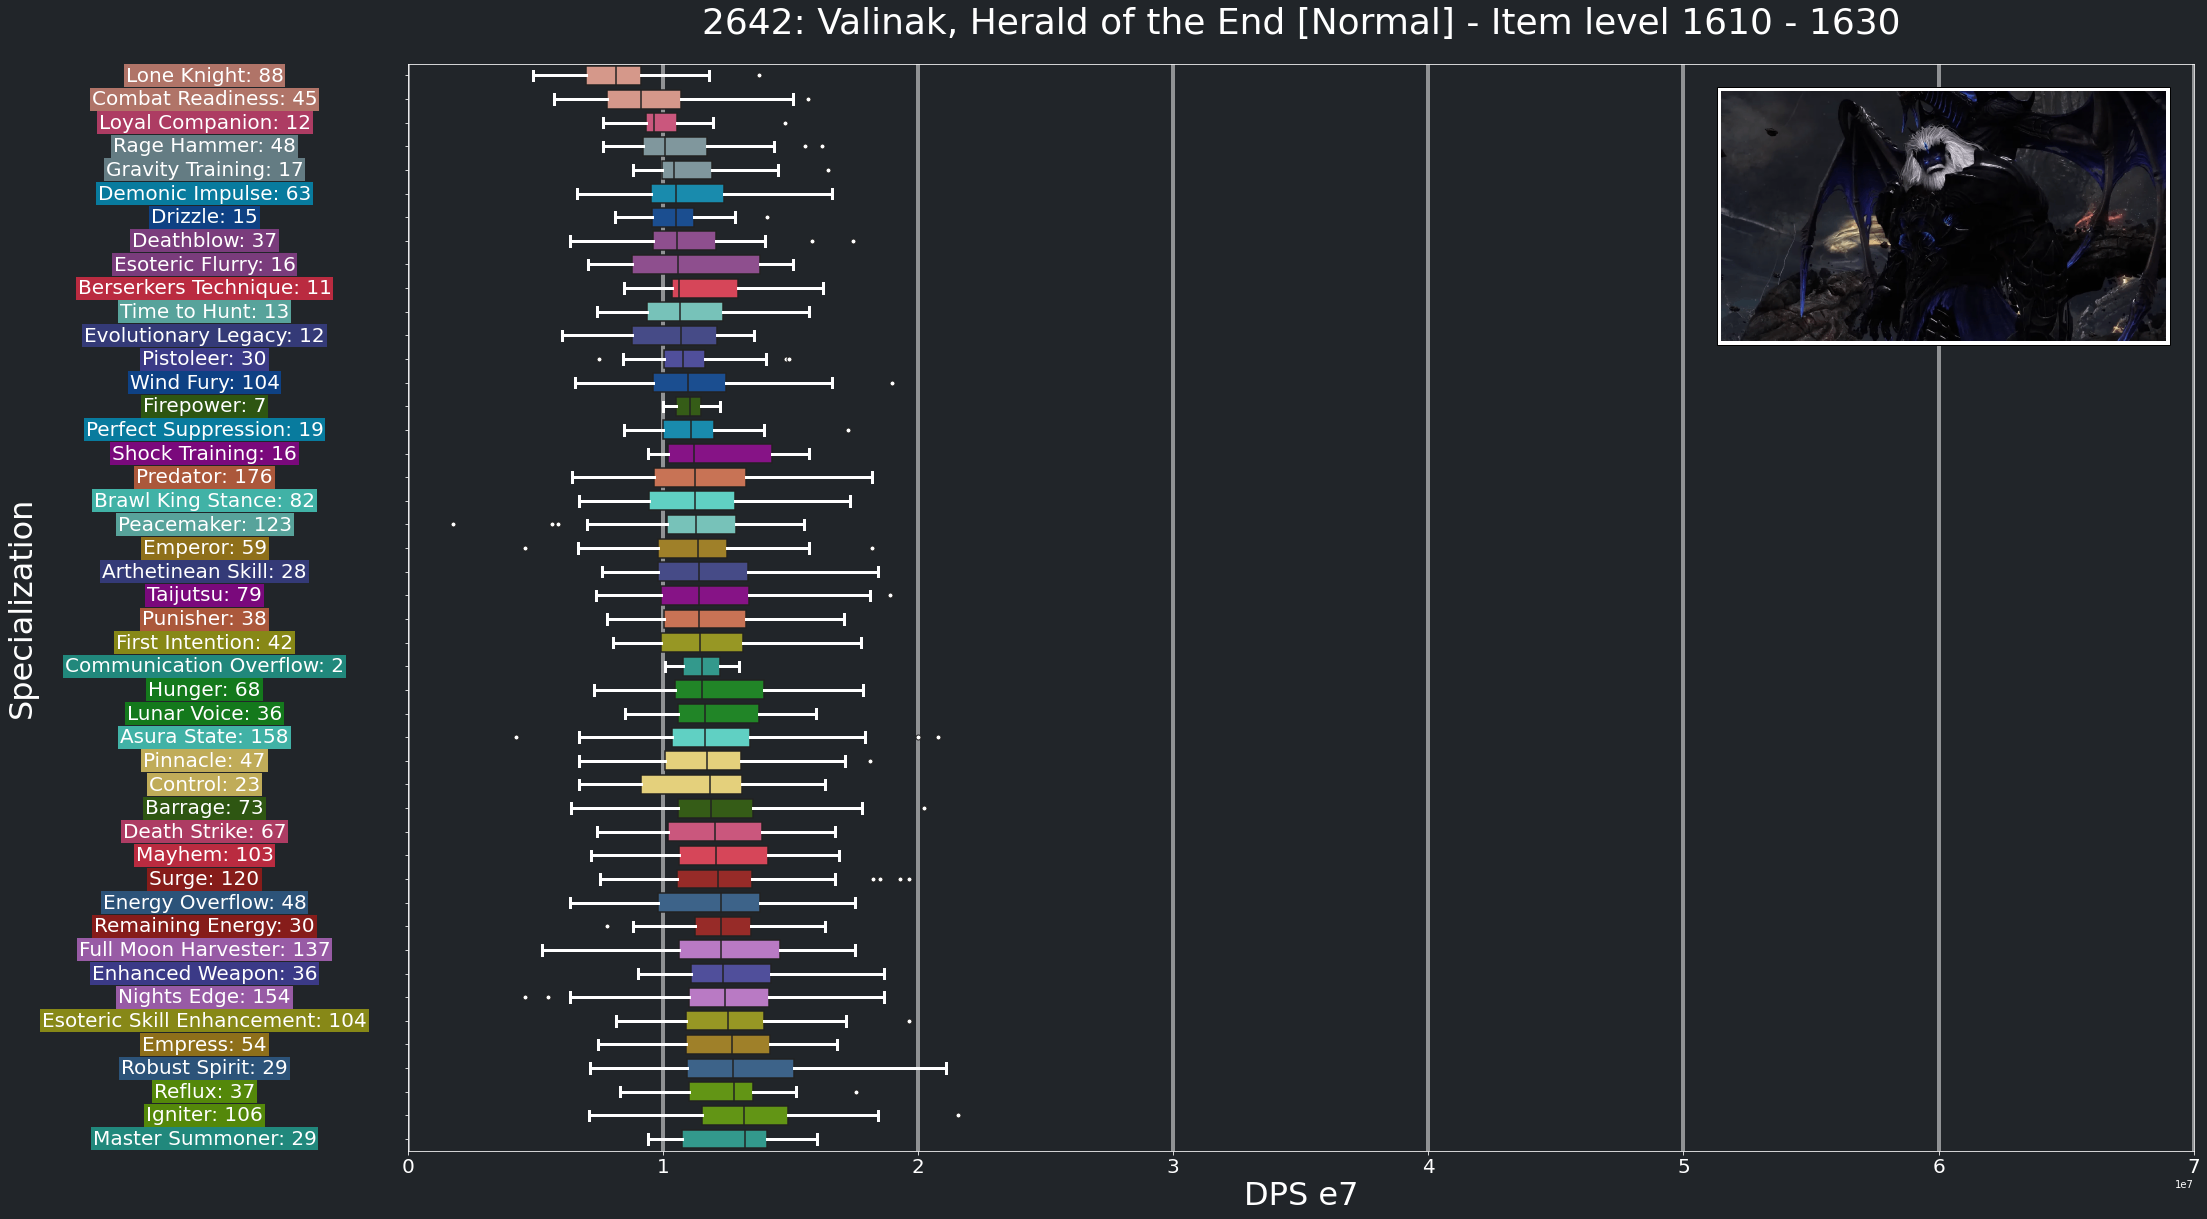 2642: Valinak, Herald of the End [Normal] - Item level 1610 - 1630
Specialization
Lone Knight: 88
Combat Readiness: 45
Loyal Companion: 12
Rage Hammer: 48
Gravity Training: 17
Demonic Impulse: 63
Drizzle: 15
Deathblow: 37
Esoteric Flurry: 16
Berserkers Technique: 11
Time to Hunt: 13
Evolutionary Legacy: 12
Pistoleer: 30
Wind Fury: 104
Firepower: 7
Perfect Suppression: 19
Shock Training: 16
Predator: 176
Brawl King Stance: 82
Peacemaker: 123
Emperor: 59
Arthetinean Skill: 28
Taijutsu: 79
Punisher: 38
First Intention: 42
Communication Overflow: 2
Hunger: 68
Lunar Voice: 36
Asura State: 158
Pinnacle: 47
Control: 23
Barrage: 73
Death Strike: 67
Mayhem: 103
Surge: 120
Energy Overflow: 48
Remaining Energy: 30
Full Moon Harvester: 137
Enhanced Weapon: 36
Nights Edge: 154
Esoteric Skill Enhancement: 104
Empress: 54
Robust Spirit: 29
Reflux: 37
Igniter: 106
Master Summoner: 29
0 1 2 3 4 5 6 7
1e7
DPS e7